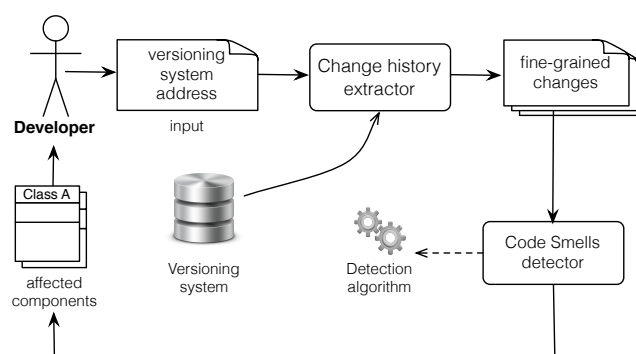 versioning
system
address
input
Change history
extractor
fine-grained
changes
Developer
Class A
affected
components
Versioning
system
Detection
algorithm
Code Smells
detector